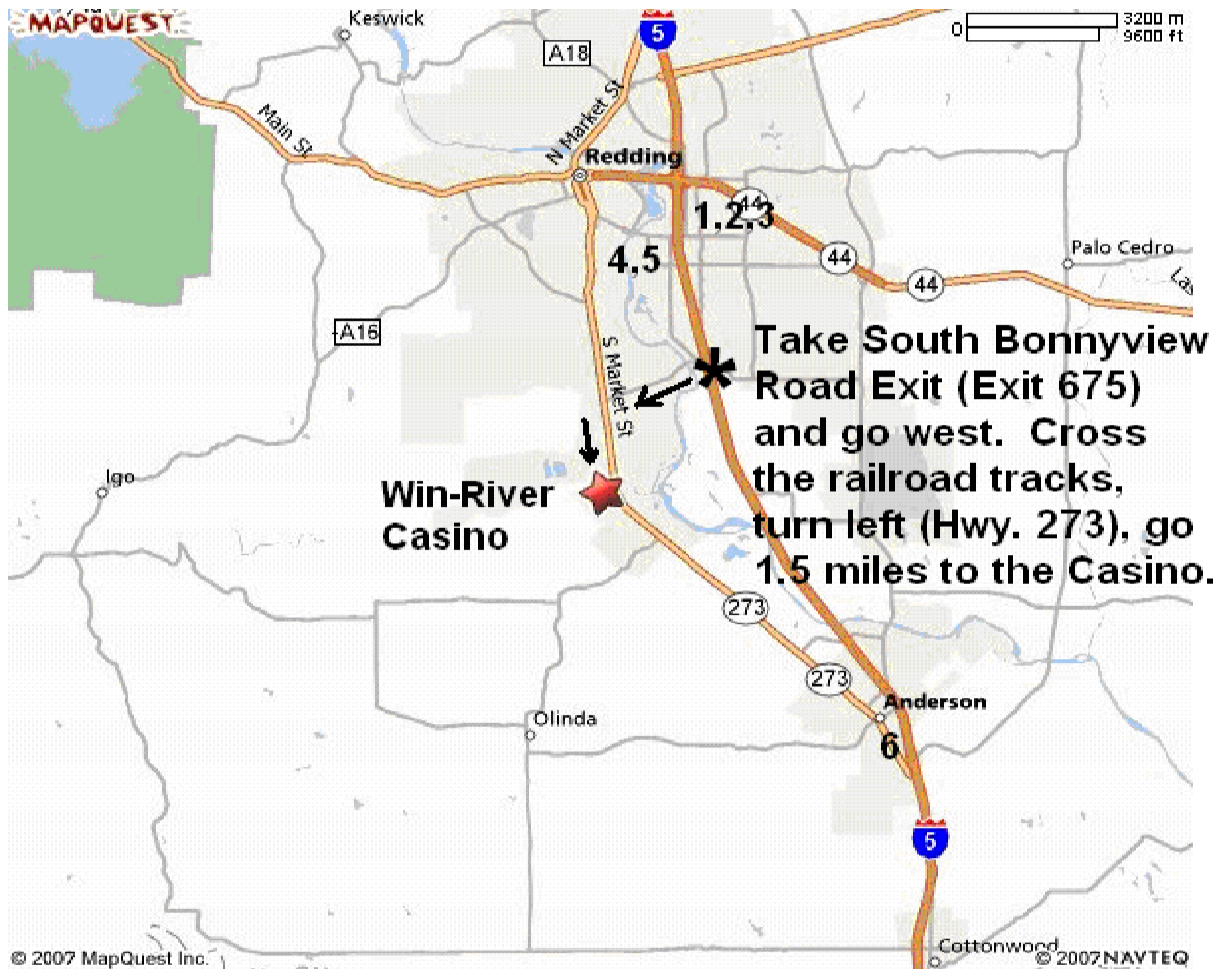 MAPQUEST
Keswick
5
A18
3200 m
0
9600 ft
Main St
N Market St
Redding
44
1,2,3
4,5
44
44
Palo Cedro
A16
S Market St
Take South Bonnyview
Road Exit (Exit 675)
and go west. Cross
the railroad tracks,
turn left (Hwy. 273), go
1.5 miles to the Casino.
*
Igo
Win-River
Casino
273
273
Anderson
Olinda
6
5
Cottonwood
© 2007 MapQuest Inc.
© 2007 NAVTEQ